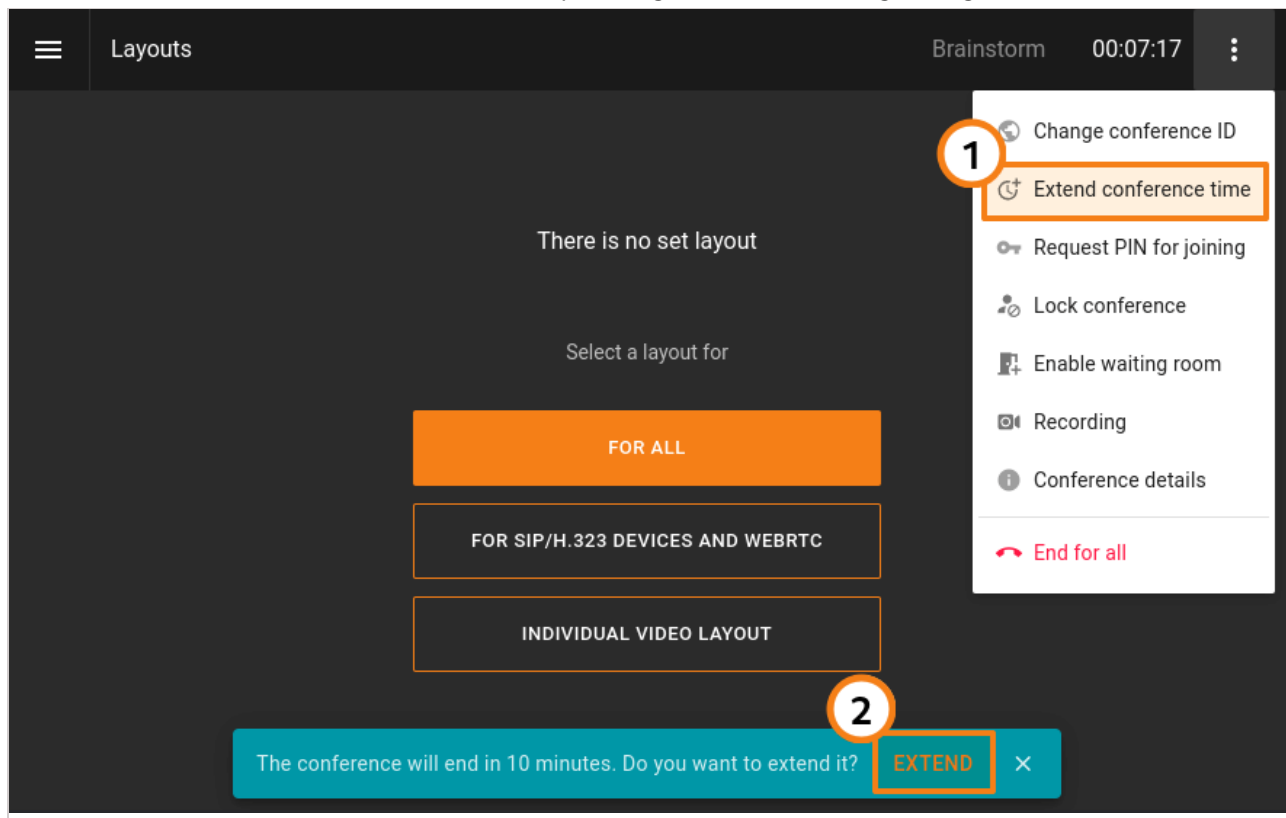 Layouts
Brainstorm 00:07:17
Change conference ID
1
Extend conference time
Request PIN for joining
Lock conference
Enable waiting room
Recording
Conference details
End for all
There is no set layout
Select a layout for
FOR ALL
FOR SIP/H.323 DEVICES AND WEBRTC
INDIVIDUAL VIDEO LAYOUT
2
The conference will end in 10 minutes. Do you want to extend it? EXTEND